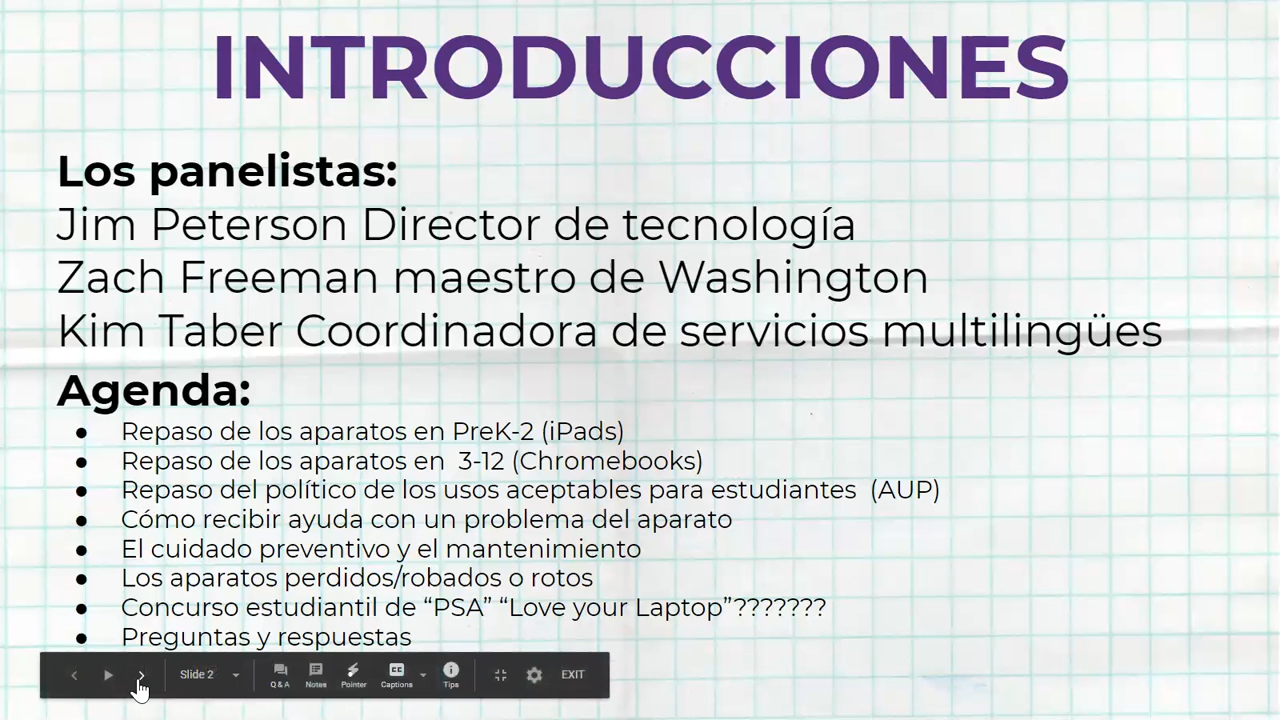 INTRODUCCIONES
Los panelistas:
Jim Peterson Director de tecnología
Zach Freeman maestro de Washington
Kim Taber Coordinadora de servicios multilingües
Agenda:
● Repaso de los aparatos en PreK-2 (iPads)
● Repaso de los aparatos en 3-12 (Chromebooks)
● Repaso del político de los usos aceptables para estudiantes (AUP)
● Cómo recibir ayuda con un problema del aparato
● El cuidado preventivo y el mantenimiento
● Los aparatos perdidos/robados o rotos
● Concurso estudiantil de “PSA” “Love your Laptop”???????
● Preguntas y respuestas
Slide 2 Q & A Notes Pointer Captions Tips EXIT